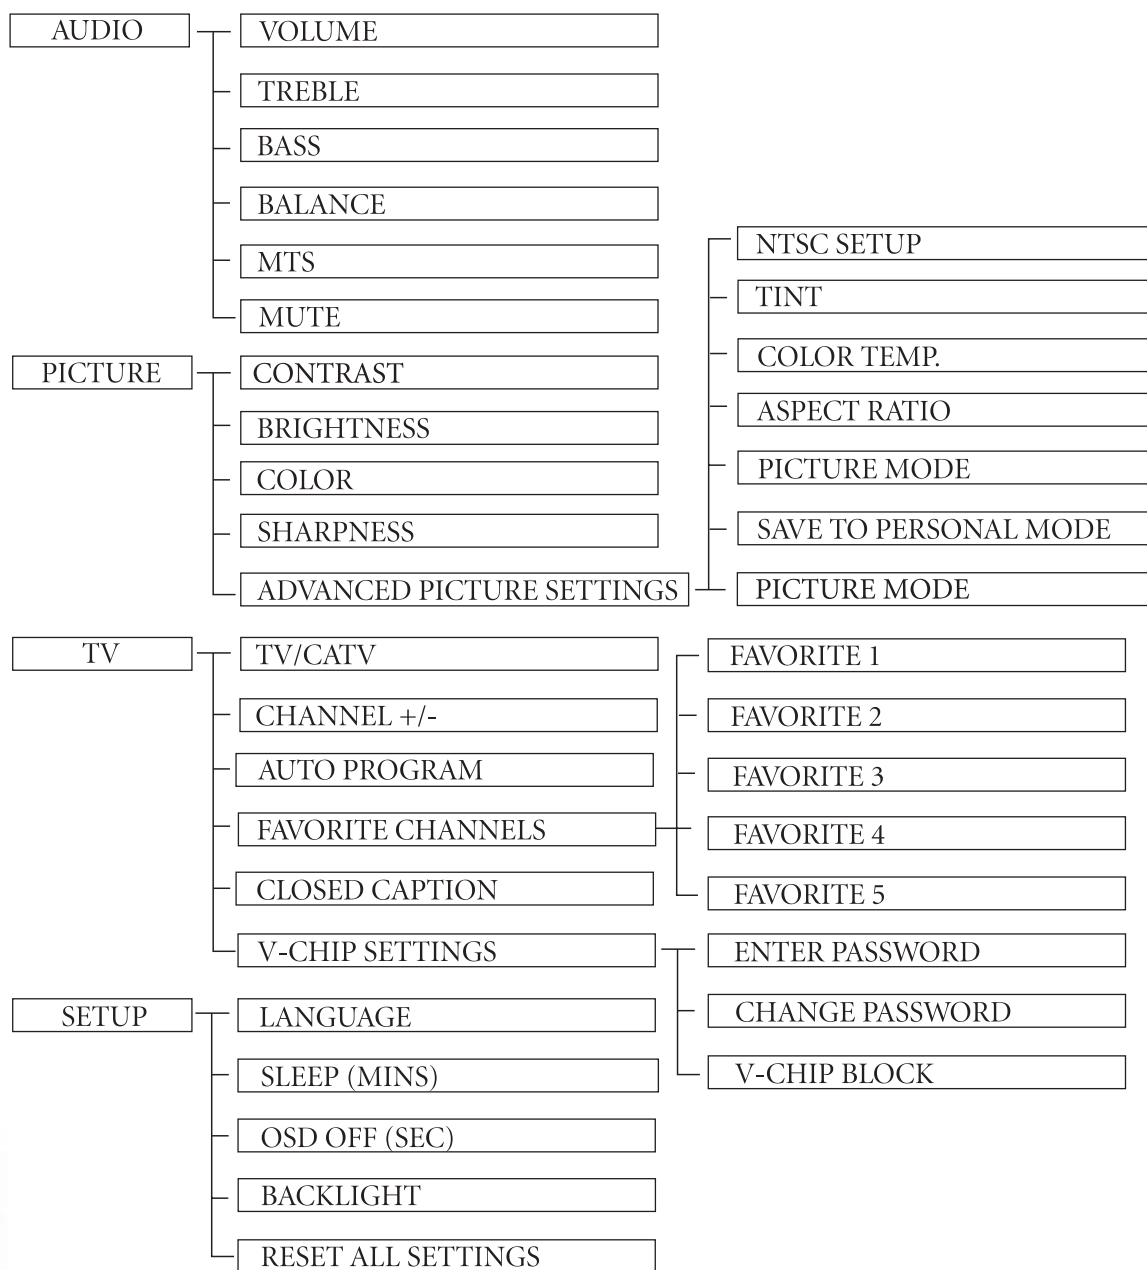 AUDIO
VOLUME
TREBLE
BASS
BALANCE
MTS
MUTE
PICTURE
CONTRAST
BRIGHTNESS
COLOR
SHARPNESS
ADVANCED PICTURE SETTINGS
NTSC SETUP
TINT
COLOR TEMP.
ASPECT RATIO
PICTURE MODE
SAVE TO PERSONAL MODE
PICTURE MODE
TV
TV/CATV
CHANNEL +/-
AUTO PROGRAM
FAVORITE CHANNELS
FAVORITE 1
FAVORITE 2
FAVORITE 3
FAVORITE 4
FAVORITE 5
CLOSED CAPTION
V-CHIP SETTINGS
ENTER PASSWORD
CHANGE PASSWORD
V-CHIP BLOCK
SETUP
LANGUAGE
SLEEP (MINS)
OSD OFF (SEC)
BACKLIGHT
RESET ALL SETTINGS